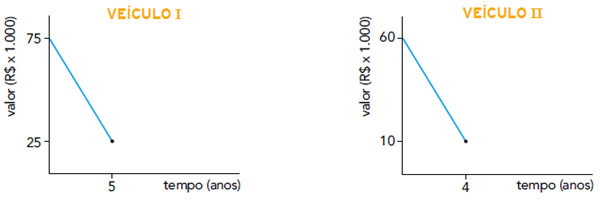 VEÍCULO I
valor (R$ x 1.000)
75
25
5
tempo (anos)
VEÍCULO II
valor (R$ x 1.000)
60
10
4
tempo (anos)